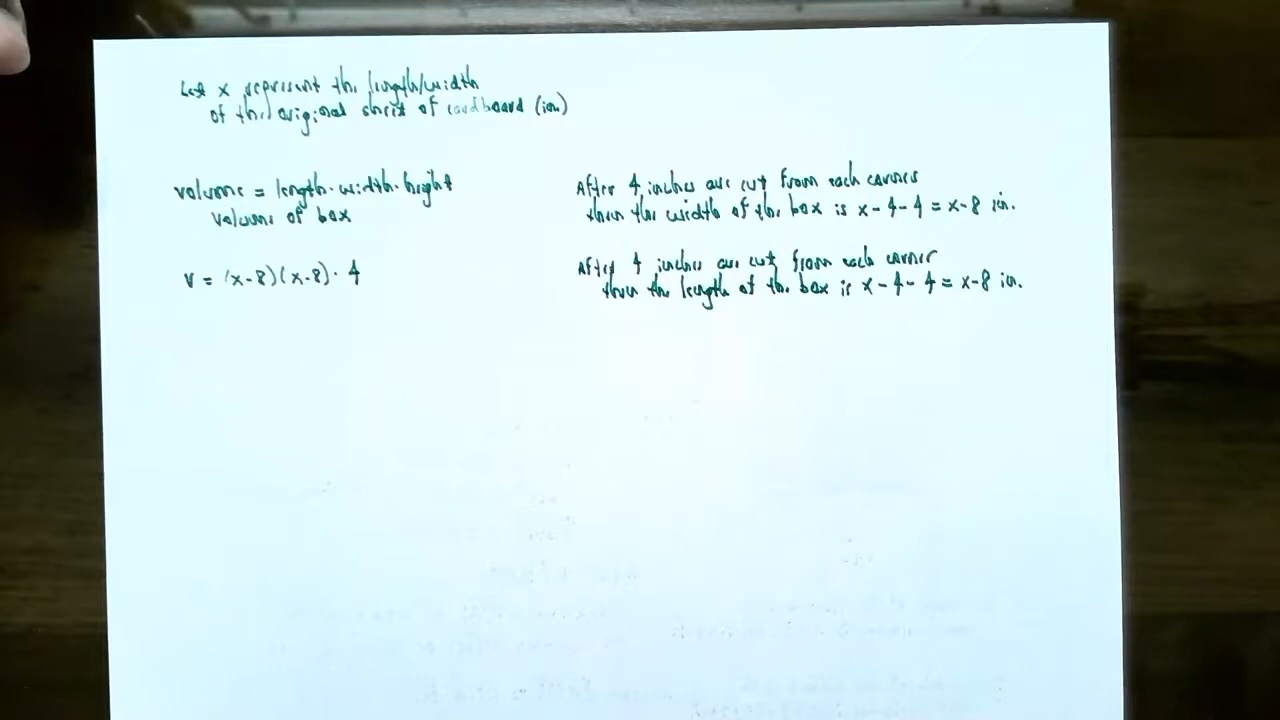 Let x represent the length/width
of the original sheet of cardboard (in)
volume = length·width·height
volume of box
V = (x-8)(x-8)·4
After 4 inches are cut from each corner
then the width of the box is x-4-4 = x-8 in.
After 4 inches are cut from each corner
then the length of the box is x-4-4 = x-8 in.